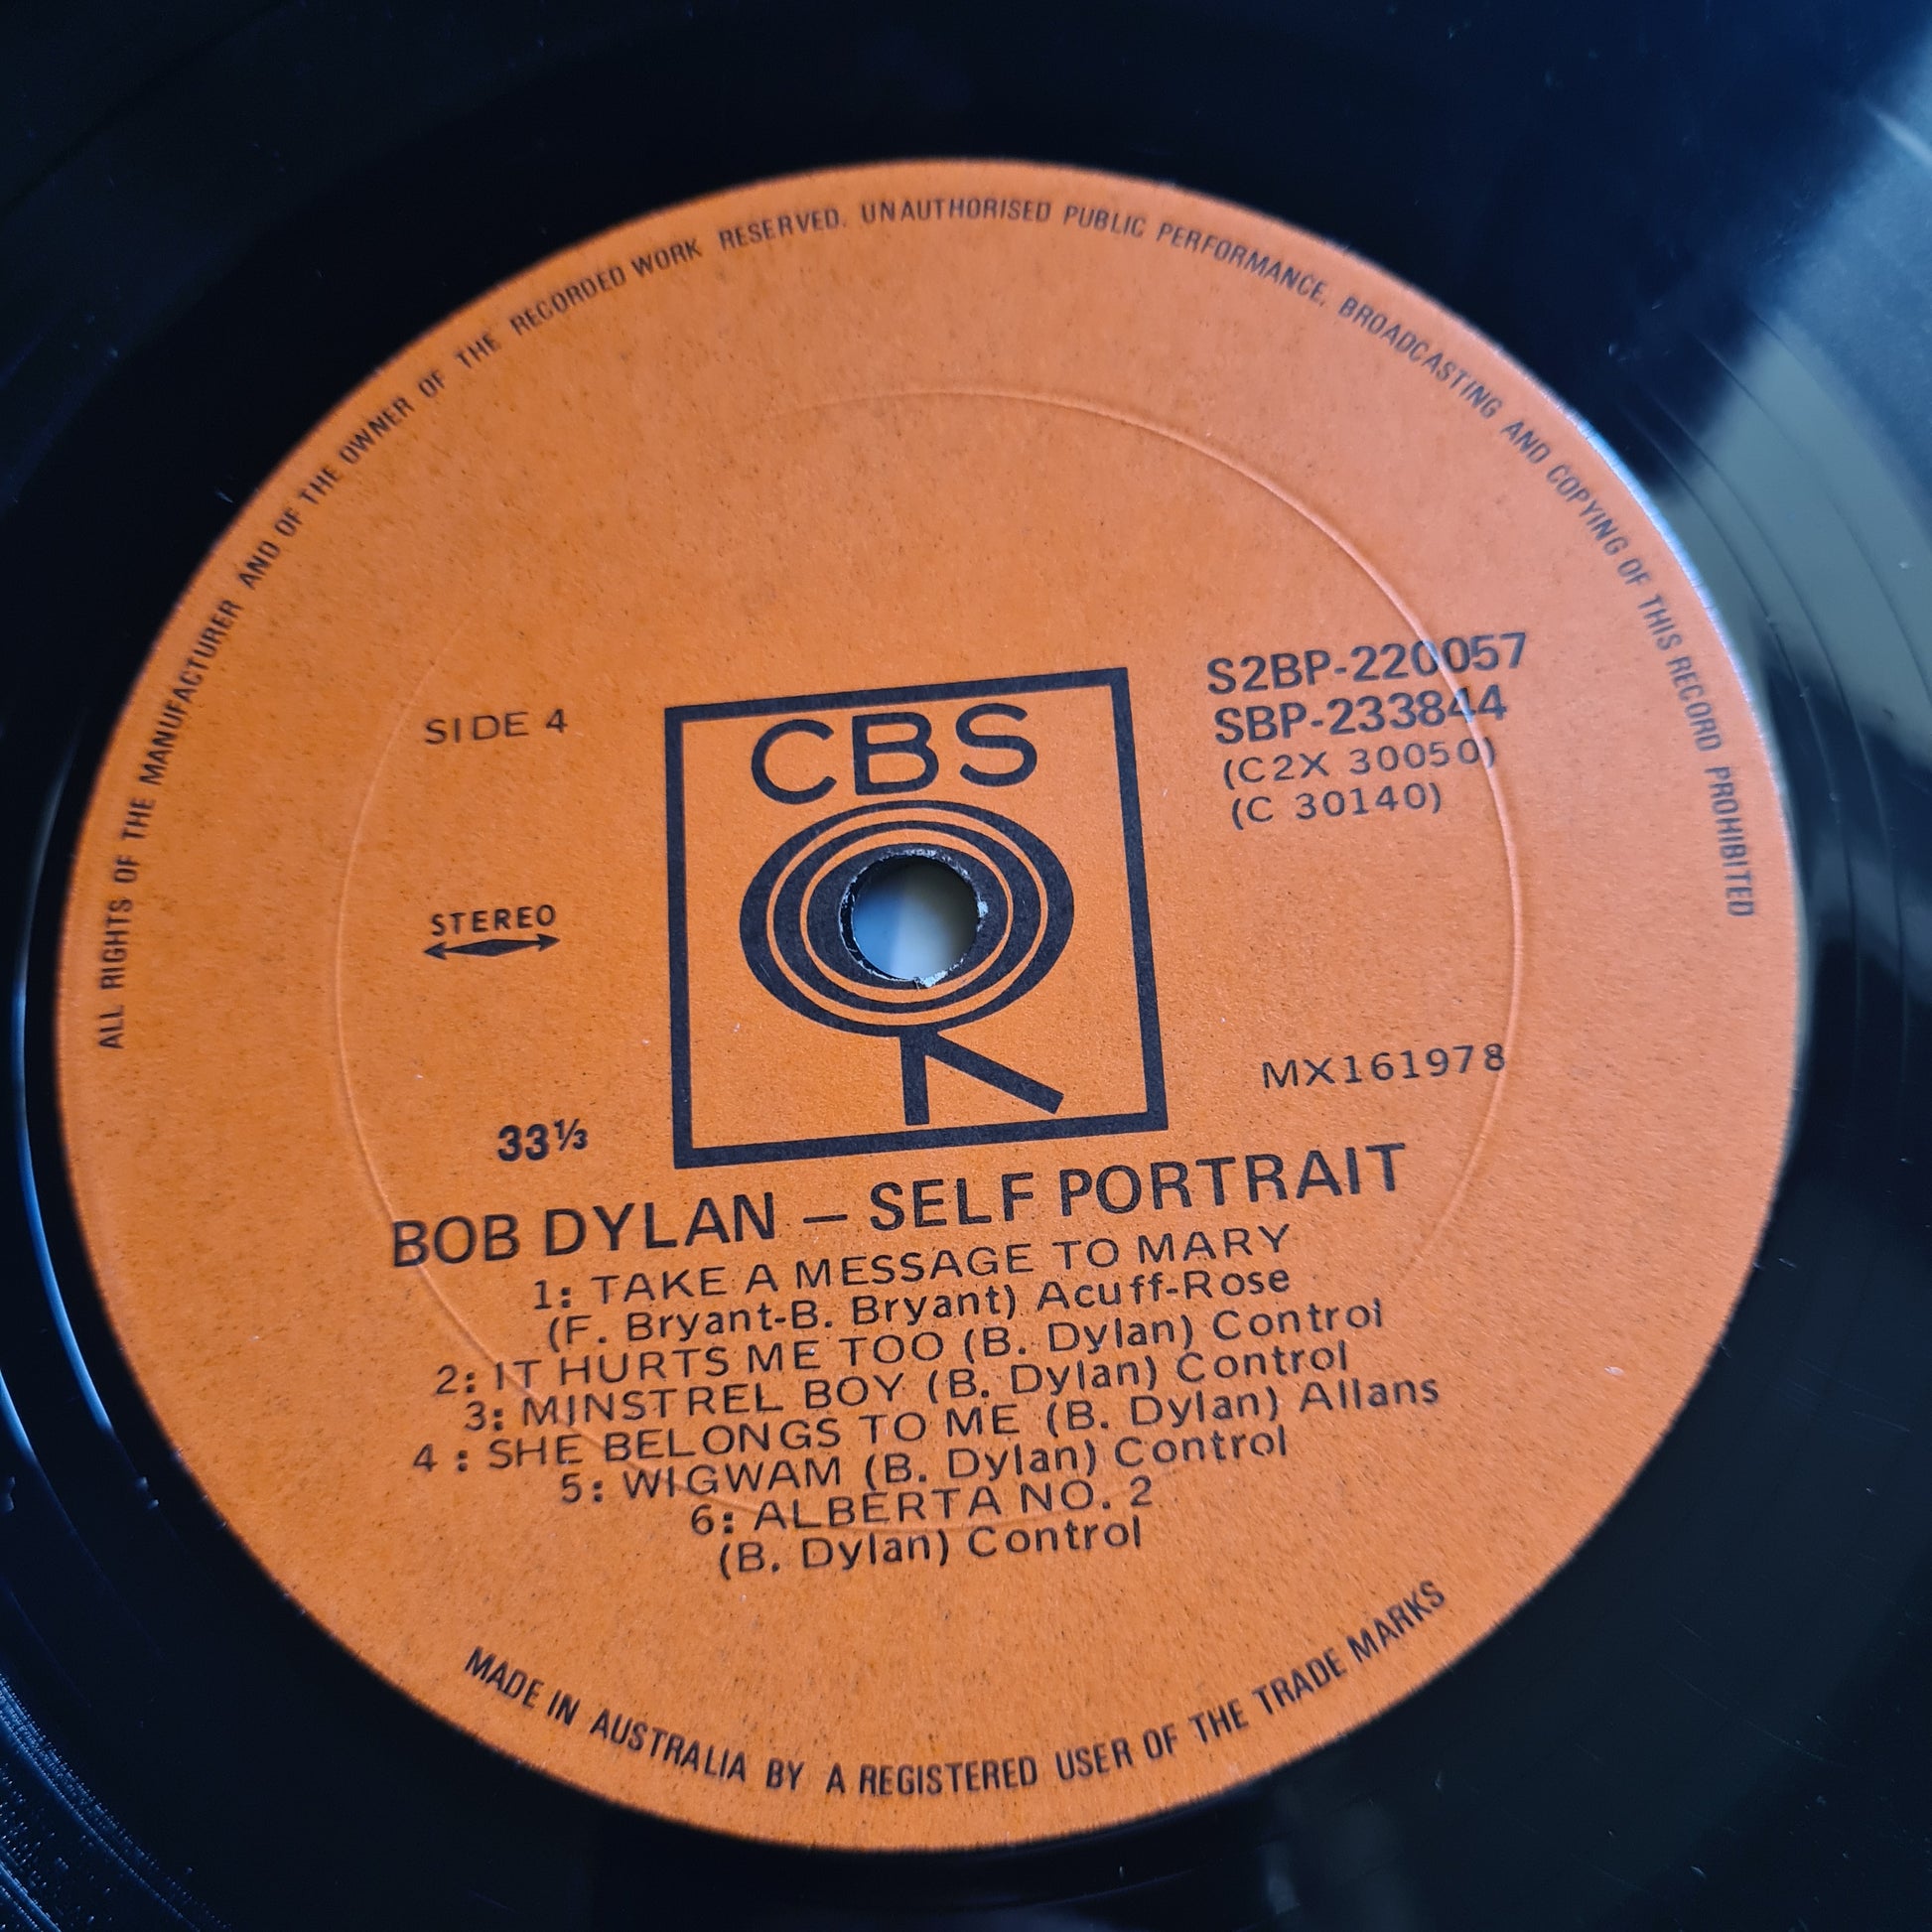 ALL RIGHTS OF THE MANUFACTURER AND OF THE OWNER OF THE RECORDED WORK RESERVED. UNAUTHORISED PUBLIC PERFORMANCE, BROADCASTING AND COPYING OF THIS RECORD PROHIBITED
SIDE 4
CBS
S2BP-220057
SBP-233844
(C2X 30050)
(C 30140)
STEREO
MX161978
33⅓
BOB DYLAN — SELF PORTRAIT
1: TAKE A MESSAGE TO MARY
(F. Bryant-B. Bryant) Acuff-Rose
2: IT HURTS ME TOO (B. Dylan) Control
3: MINSTREL BOY (B. Dylan) Control
4 : SHE BELONGS TO ME (B. Dylan) Allans
5: WIGWAM (B. Dylan) Control
6: ALBERTA NO. 2
(B. Dylan) Control
MADE IN AUSTRALIA BY A REGISTERED USER OF THE TRADE MARKS